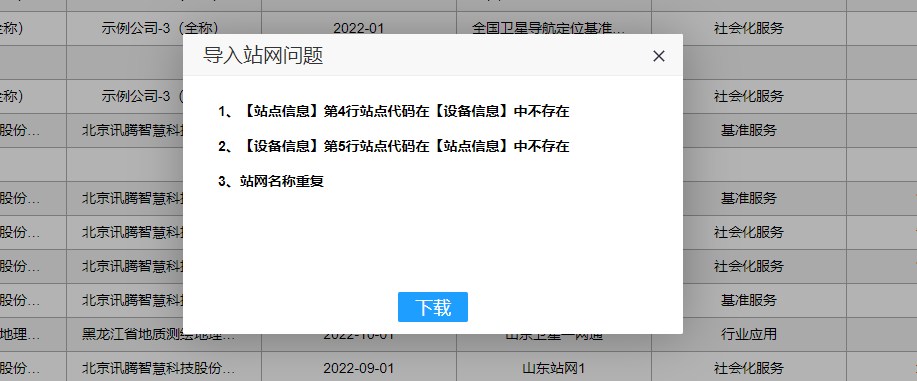 全称）
示例公司-3（全称）
2022-01
全国卫星导航定位基准...
社会化服务
导入站网问题
×
全称）
示例公司-3（
社会化服务
1、【站点信息】第4行站点代码在【设备信息】中不存在
股份...
北京讯腾智慧科技
基准服务
2、【设备信息】第5行站点代码在【站点信息】中不存在
3、站网名称重复
股份...
北京讯腾智慧科技
基准服务
股份...
北京讯腾智慧科技
社会化服务
股份...
北京讯腾智慧科技
社会化服务
股份...
北京讯腾智慧科技
基准服务
下载
地理...
黑龙江省地质测绘地理...
2022-10-01
山东卫星一网通
行业应用
股份...
北京讯腾智慧科技股份...
2022-09-01
山东站网1
社会化服务